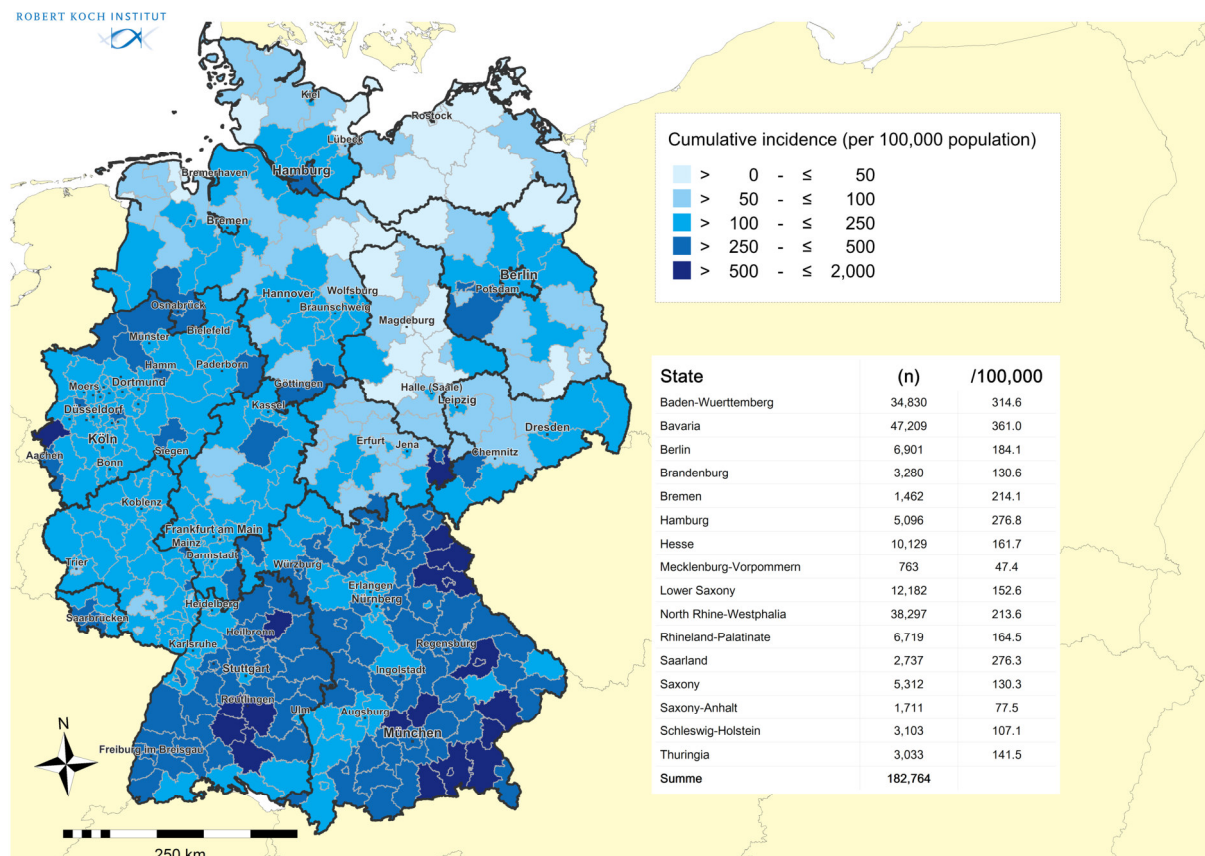 ROBERT KOCH INSTITUT
Kiel
Rostock
Lübeck
Bremerhaven
Hamburg
Bremen
Berlin
Potsdam
Hannover
Wolfsburg
Braunschweig
Osnabrück
Magdeburg
Münster
Bielefeld
Hamm
Paderborn
Göttingen
Moers
Dortmund
Halle (Saale)
Leipzig
Düsseldorf
Kassel
Dresden
Köln
Erfurt
Jena
Aachen
Siegen
Chemnitz
Bonn
Koblenz
Frankfurt am Main
Mainz
Darmstadt
Trier
Würzburg
Erlangen
Nürnberg
Heidelberg
Saarbrücken
Heilbronn
Karlsruhe
Regensburg
Stuttgart
Ingolstadt
Reutlingen
Ulm
Augsburg
München
Freiburg im Breisgau
N
250 km
Cumulative incidence (per 100,000 population)
> 0 - ≤ 50
> 50 - ≤ 100
> 100 - ≤ 250
> 250 - ≤ 500
> 500 - ≤ 2,000
State (n) /100,000
Baden-Wuerttemberg 34,830 314.6
Bavaria 47,209 361.0
Berlin 6,901 184.1
Brandenburg 3,280 130.6
Bremen 1,462 214.1
Hamburg 5,096 276.8
Hesse 10,129 161.7
Mecklenburg-Vorpommern 763 47.4
Lower Saxony 12,182 152.6
North Rhine-Westphalia 38,297 213.6
Rhineland-Palatinate 6,719 164.5
Saarland 2,737 276.3
Saxony 5,312 130.3
Saxony-Anhalt 1,711 77.5
Schleswig-Holstein 3,103 107.1
Thuringia 3,033 141.5
Summe 182,764